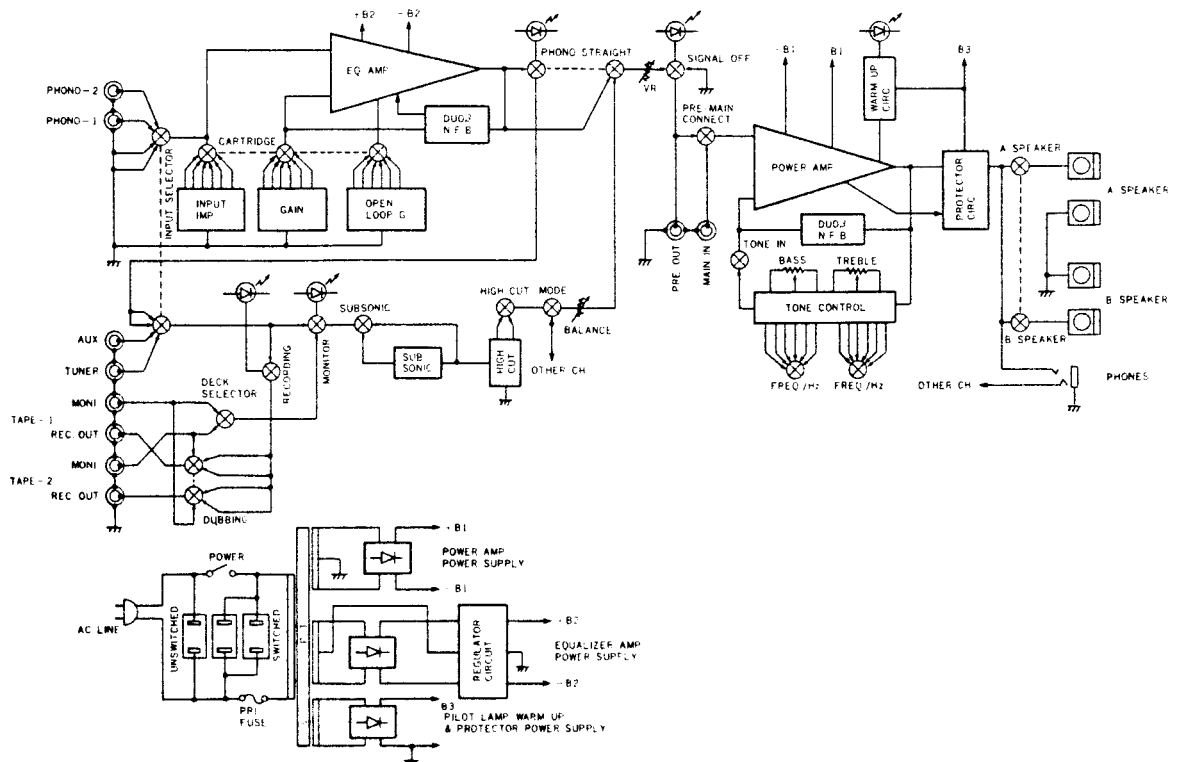 +B2
-B2
PHONO STRAIGHT
SIGNAL OFF
EQ AMP
VR
-B1
B1
B3
WARM UP
CIRC
PHONO-2
PHONO-1
INPUT SELECTOR
CARTRIDGE
DUO.β
N.F.B
PRE-MAIN
CONNECT
POWER AMP
PROTECTOR
CIRC
A SPEAKER
A SPEAKER
INPUT
IMP
GAIN
OPEN
LOOP G
PRE OUT
MAIN IN
TONE IN
DUO.β
N.F.B
BASS
TREBLE
TONE CONTROL
B SPEAKER
B SPEAKER
FREQ/Hz
FREQ/Hz
OTHER CH
PHONES
SUBSONIC
HIGH CUT
MODE
BALANCE
AUX
TUNER
DECK
SELECTOR
RECORDING
MONITOR
SUB
SONIC
HIGH
CUT
OTHER CH
MONI
TAPE-1
REC OUT
MONI
TAPE-2
REC OUT
DUBBING
POWER
AC LINE
UNSWITCHED
SWITCHED
PRI
FUSE
+B1
POWER AMP
POWER SUPPLY
-B1
REGULATOR
CIRCUIT
+B2
EQUALIZER AMP
POWER SUPPLY
-B2
B3
PILOT LAMP WARM UP
& PROTECTOR POWER SUPPLY